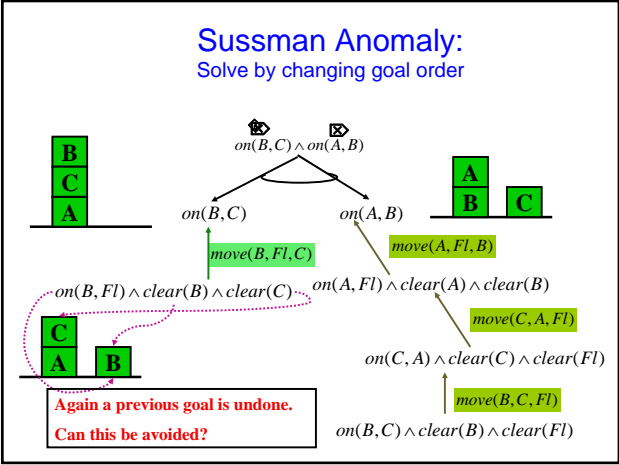 Sussman Anomaly:
Solve by changing goal order
on(B,C) ∧ on(A,B)
B
C
A
A
B C
on(B,C) on(A,B)
move(B,Fl,C)
move(A,Fl,B)
on(B,Fl) ∧ clear(B) ∧ clear(C)
on(A,Fl) ∧ clear(A) ∧ clear(B)
move(C,A,Fl)
C
A B
on(C,A) ∧ clear(C) ∧ clear(Fl)
move(B,C,Fl)
Again a previous goal is undone.
Can this be avoided?
on(B,C) ∧ clear(B) ∧ clear(Fl)